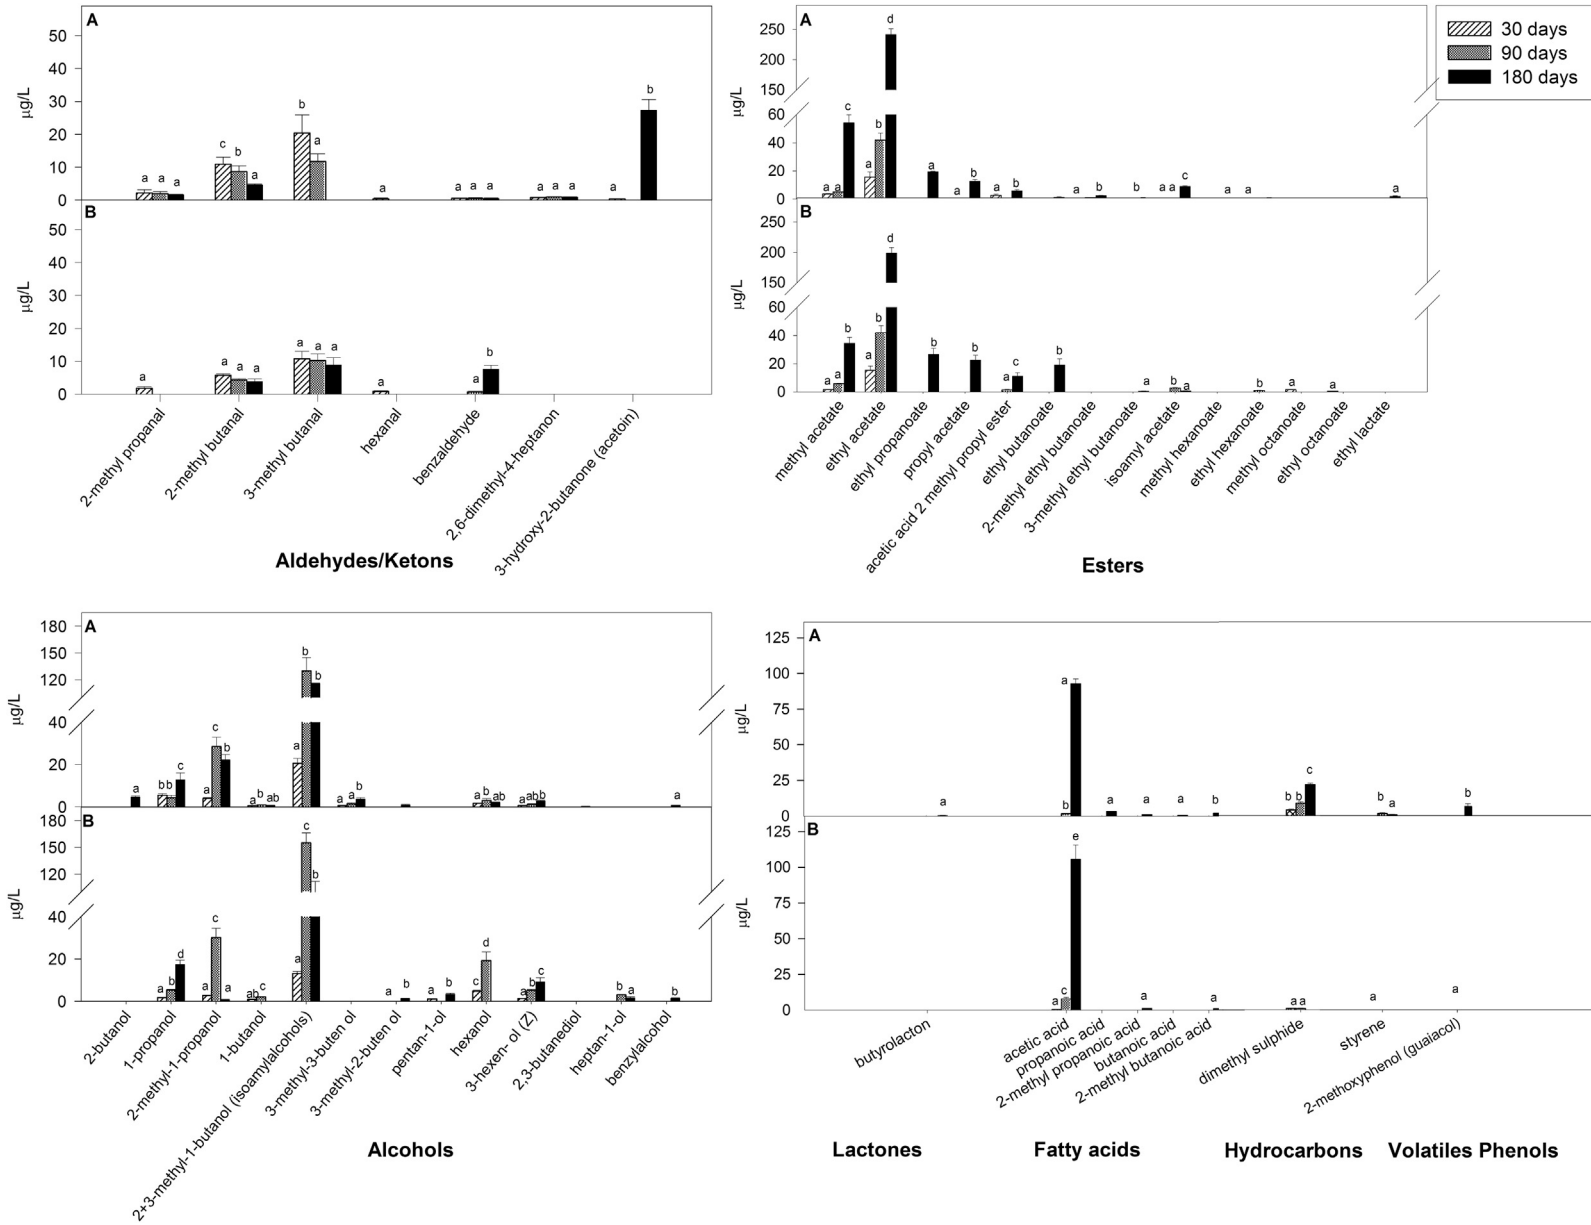 A
50
40
30
20
10
0
µg/L
a a a
c b a
b a
a
a a a
a a a
a b
B
50
40
30
20
10
0
µg/L
a
a a a
a a a
a
a b
2-methyl propanal
2-methyl butanal
3-methyl butanal
hexanal
benzaldehyde
2,6-dimethyl-4-heptanon
3-hydroxy-2-butanone (acetoin)
Aldehydes/Ketons
A
250
200
150
60
40
20
0
µg/L
a a c
a b d
a
a b
a b
a b
b
a a c
a a
a
30 days
90 days
180 days
B
250
200
150
60
40
20
0
µg/L
a a b
a b d
b
b
a c
b
a
b a
b
a
a
methyl acetate
ethyl acetate
ethyl propanoate
propyl acetate
acetic acid 2 methyl propyl ester
ethyl butanoate
2-methyl ethyl butanoate
3-methyl ethyl butanoate
isoamyl acetate
methyl hexanoate
ethyl hexanoate
methyl octanoate
ethyl octanoate
ethyl lactate
Esters
A
180
150
120
40
20
0
µg/L
a
b b c
a c b
a b ab
a b b
a a b
a b ab
a ab b
a
B
180
150
120
40
20
0
µg/L
a b d
a c a
ab c
a c b
a b
a b
c d
a b c
b a
b
2-butanol
1-propanol
2-methyl-1-propanol
1-butanol
2+3-methyl-1-butanol (isoamylalcohols)
3-methyl-3-buten ol
3-methyl-2-buten ol
pentan-1-ol
hexanol
3-hexen- ol (Z)
2,3-butanediol
heptan-1-ol
benzylalcohol
Alcohols
A
125
100
75
50
25
0
µg/L
a
b a
a
a
a
b
b b c
b a
b
B
125
100
75
50
25
0
µg/L
a c e
a
a
a a
a
a
butyrolacton
acetic acid
propanoic acid
2-methyl propanoic acid
butanoic acid
2-methyl butanoic acid
dimethyl sulphide
styrene
2-methoxyphenol (guaiacol)
Lactones
Fatty acids
Hydrocarbons
Volatiles Phenols